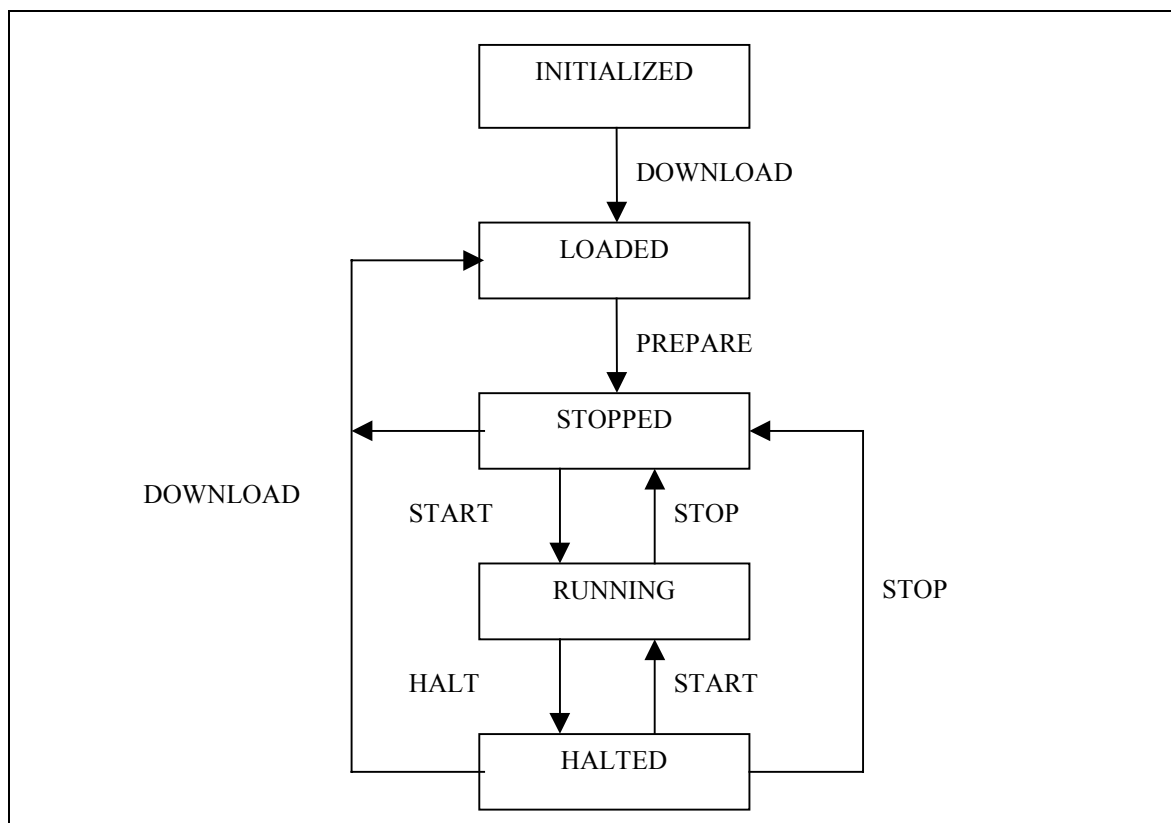 INITIALIZED
DOWNLOAD
LOADED
PREPARE
STOPPED
DOWNLOAD
START
STOP
RUNNING
STOP
HALT
START
HALTED